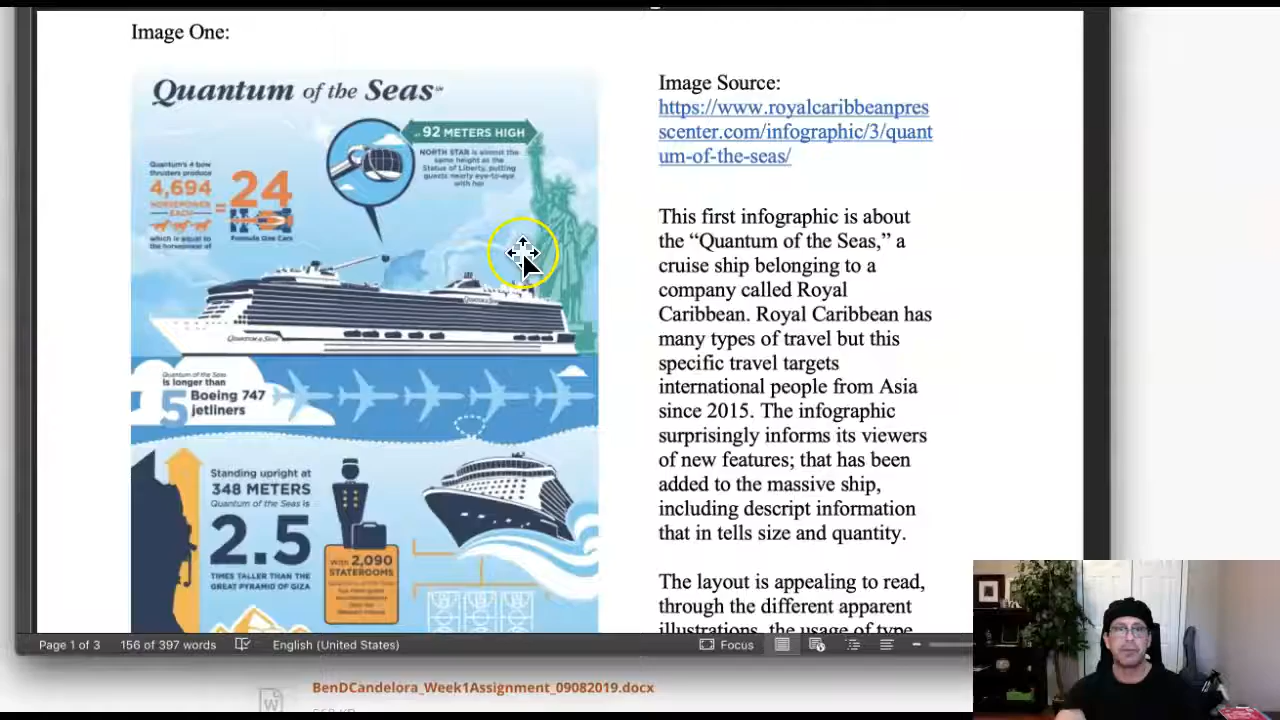 Image One:
Quantum of the Seas℠
92 METERS HIGH
NORTH STAR is almost the
same height as the
Statue of Liberty, putting
guests nearly eye-to-eye
with her
Quantum's 4 bow
thrusters produce
4,694
HORSEPOWER
EACH
which is equal to
the horsepower of
=
24
Formula One Cars
QUANTUM OF THE SEAS
Quantum of the Seas
is longer than
5 Boeing 747
jetliners
Standing upright at
348 METERS
Quantum of the Seas is
2.5
TIMES TALLER THAN THE
GREAT PYRAMID OF GIZA
With 2,090
STATEROOMS
Image Source:
https://www.royalcaribbeanpres
scenter.com/infographic/3/quant
um-of-the-seas/
This first infographic is about
the “Quantum of the Seas,” a
cruise ship belonging to a
company called Royal
Caribbean. Royal Caribbean has
many types of travel but this
specific travel targets
international people from Asia
since 2015. The infographic
surprisingly informs its viewers
of new features; that has been
added to the massive ship,
including descript information
that in tells size and quantity.
The layout is appealing to read,
through the different apparent
illustrations, the usage of type
Page 1 of 3
156 of 397 words
English (United States)
Focus
BenDCandelora_Week1Assignment_09082019.docx